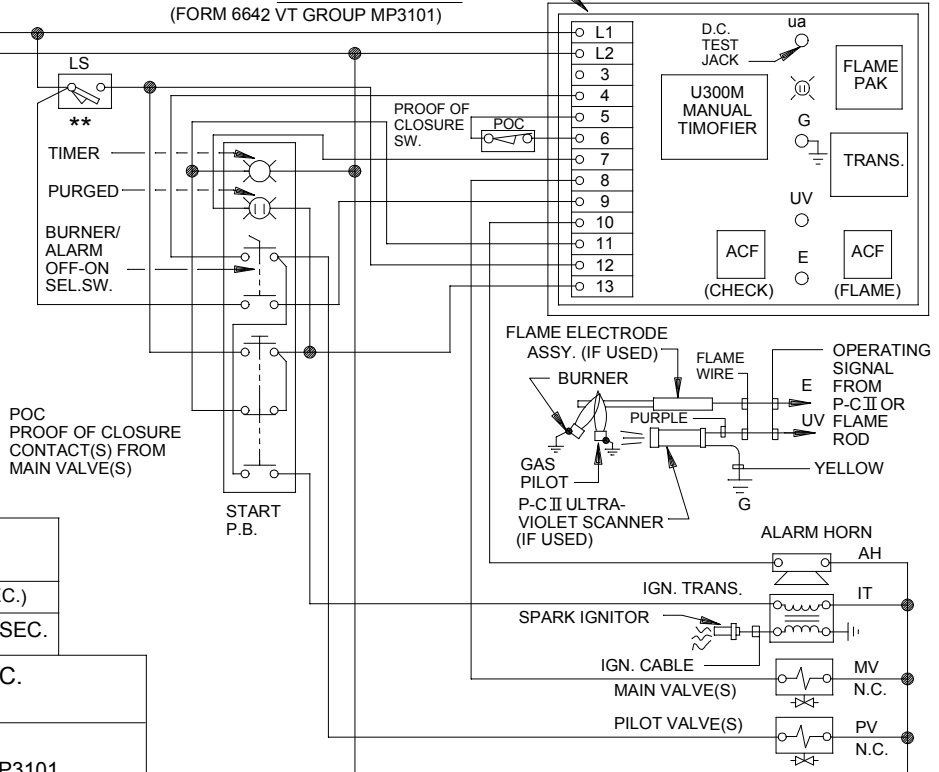 (FORM 6642 VT GROUP MP3101)
L1
L2
3
4
5
6
7
8
9
10
11
12
13
D.C.
TEST
JACK
ua
FLAME
PAK
U300M
MANUAL
TIMOFIER
G
TRANS.
UV
E
ACF
(CHECK)
ACF
(FLAME)
LS
**
PROOF OF
CLOSURE
SW.
POC
TIMER
PURGED
BURNER/
ALARM
OFF-ON
SEL.SW.
POC
PROOF OF CLOSURE
CONTACT(S) FROM
MAIN VALVE(S)
START
P.B.
FLAME ELECTRODE
ASSY. (IF USED)
BURNER
FLAME
WIRE
OPERATING
SIGNAL
FROM
P-C II OR
FLAME
ROD
E
UV
PURPLE
YELLOW
G
GAS
PILOT
P-C II ULTRA-
VIOLET SCANNER
(IF USED)
ALARM HORN
AH
IGN. TRANS.
IT
SPARK IGNITOR
IGN. CABLE
MAIN VALVE(S)
MV
N.C.
PILOT VALVE(S)
PV
N.C.
C.)
SEC.
C.
P3101